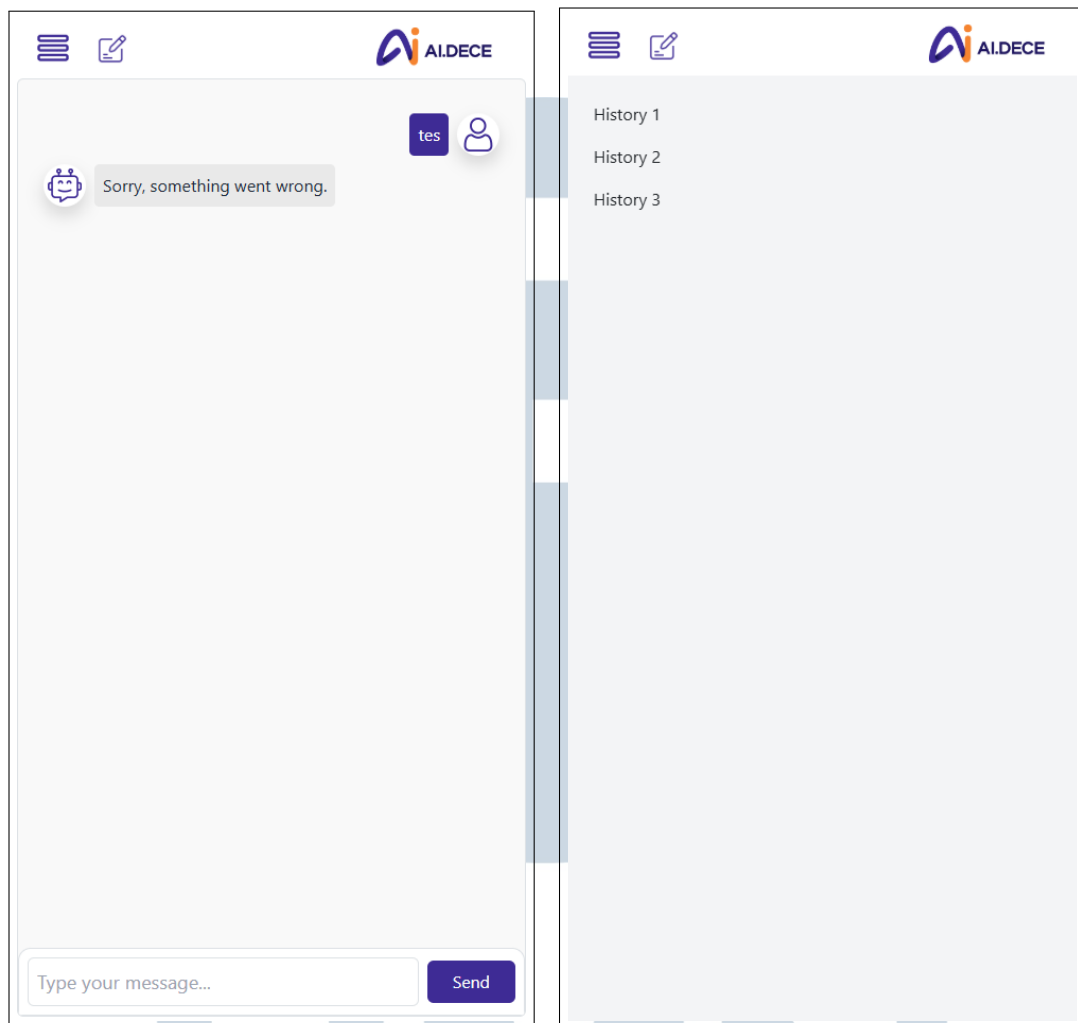 AI.DECE
tes
Sorry, something went wrong.
Type your message...
Send
AI.DECE
History 1
History 2
History 3